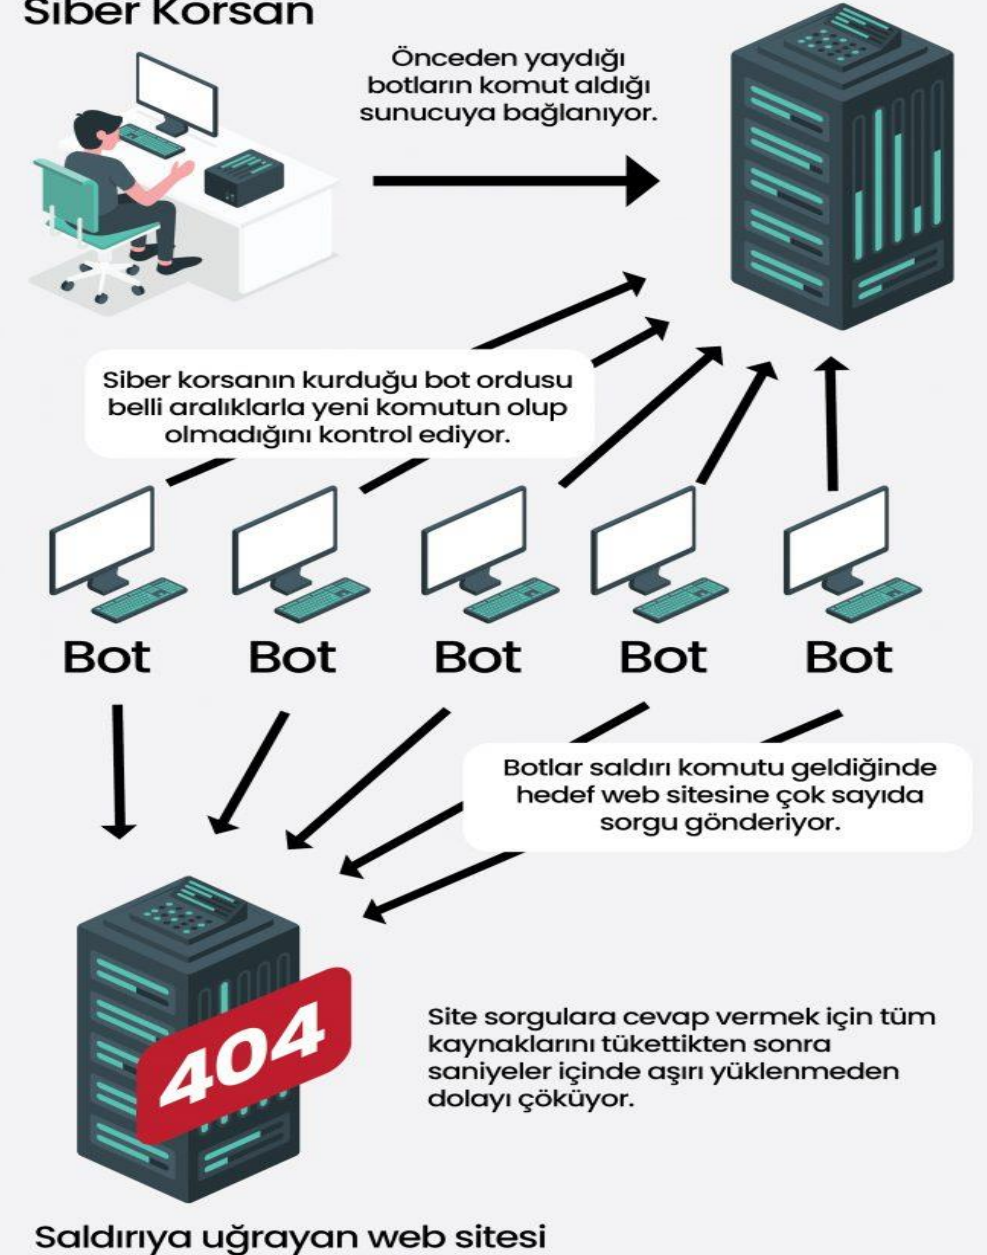 Siber Korsan
Önceden yaydığı
botların komut aldığı
sunucuya bağlanıyor.
Siber korsanın kurduğu bot ordusu
belli aralıklarla yeni komutun olup
olmadığını kontrol ediyor.
Bot Bot Bot Bot Bot
Botlar saldırı komutu geldiğinde
hedef web sitesine çok sayıda
sorgu gönderiyor.
404
Site sorgulara cevap vermek için tüm
kaynaklarını tükettikten sonra
saniyeler içinde aşırı yüklenmeden
dolayı çöküyor.
Saldırıya uğrayan web sitesi